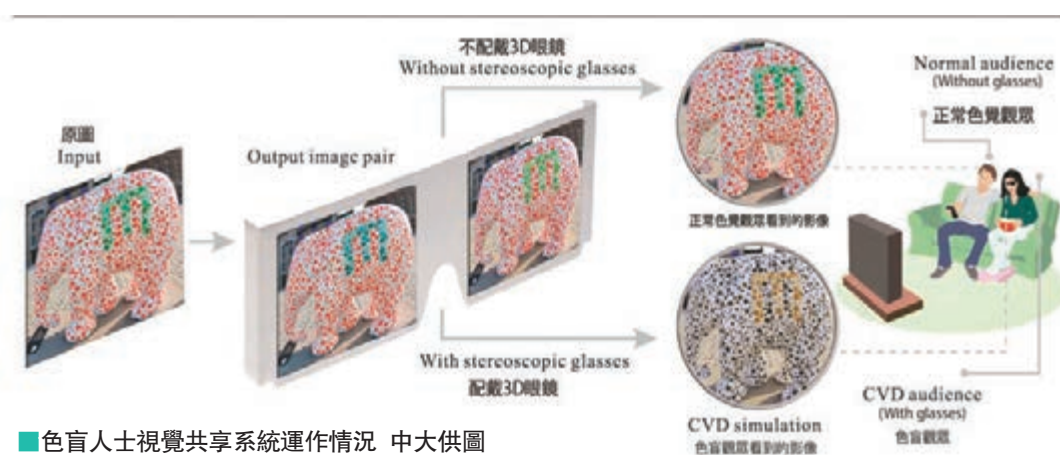 原圖
Input
Output image pair
不配戴3D眼鏡
Without stereoscopic glasses
正常色覺觀眾看到的影像
Normal audience
(Without glasses)
正常色覺觀眾
With stereoscopic glasses
配戴3D眼鏡
CVD simulation
色盲觀眾看到的影像
CVD audience
(With glasses)
色盲觀眾
色盲人士視覺共享系統運作情況 中大供圖